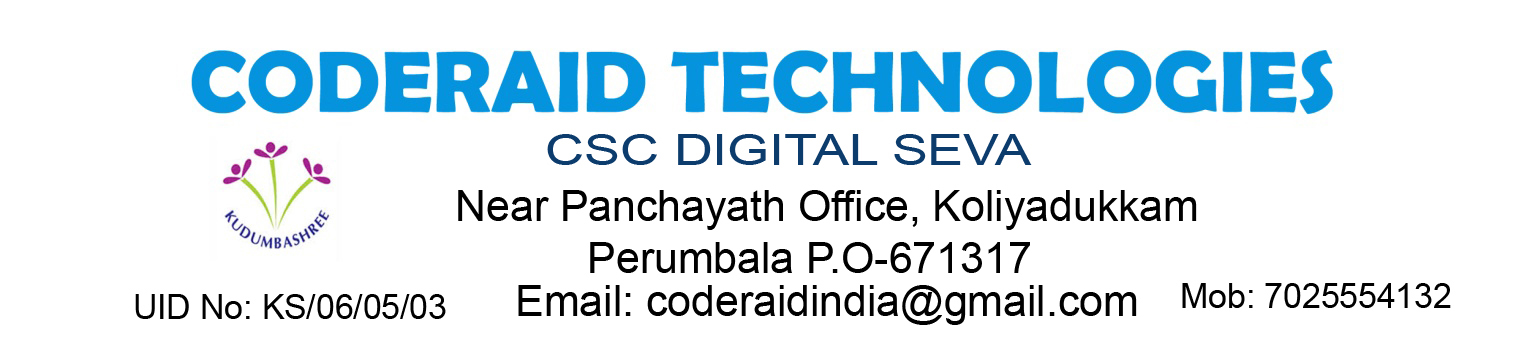 CODERAID TECHNOLOGIES
CSC DIGITAL SEVA
KUDUMBASHREE
Near Panchayath Office, Koliyadukkam
Perumbala P.O-671317
UID No: KS/06/05/03
Email: coderaidindia@gmail.com
Mob: 7025554132